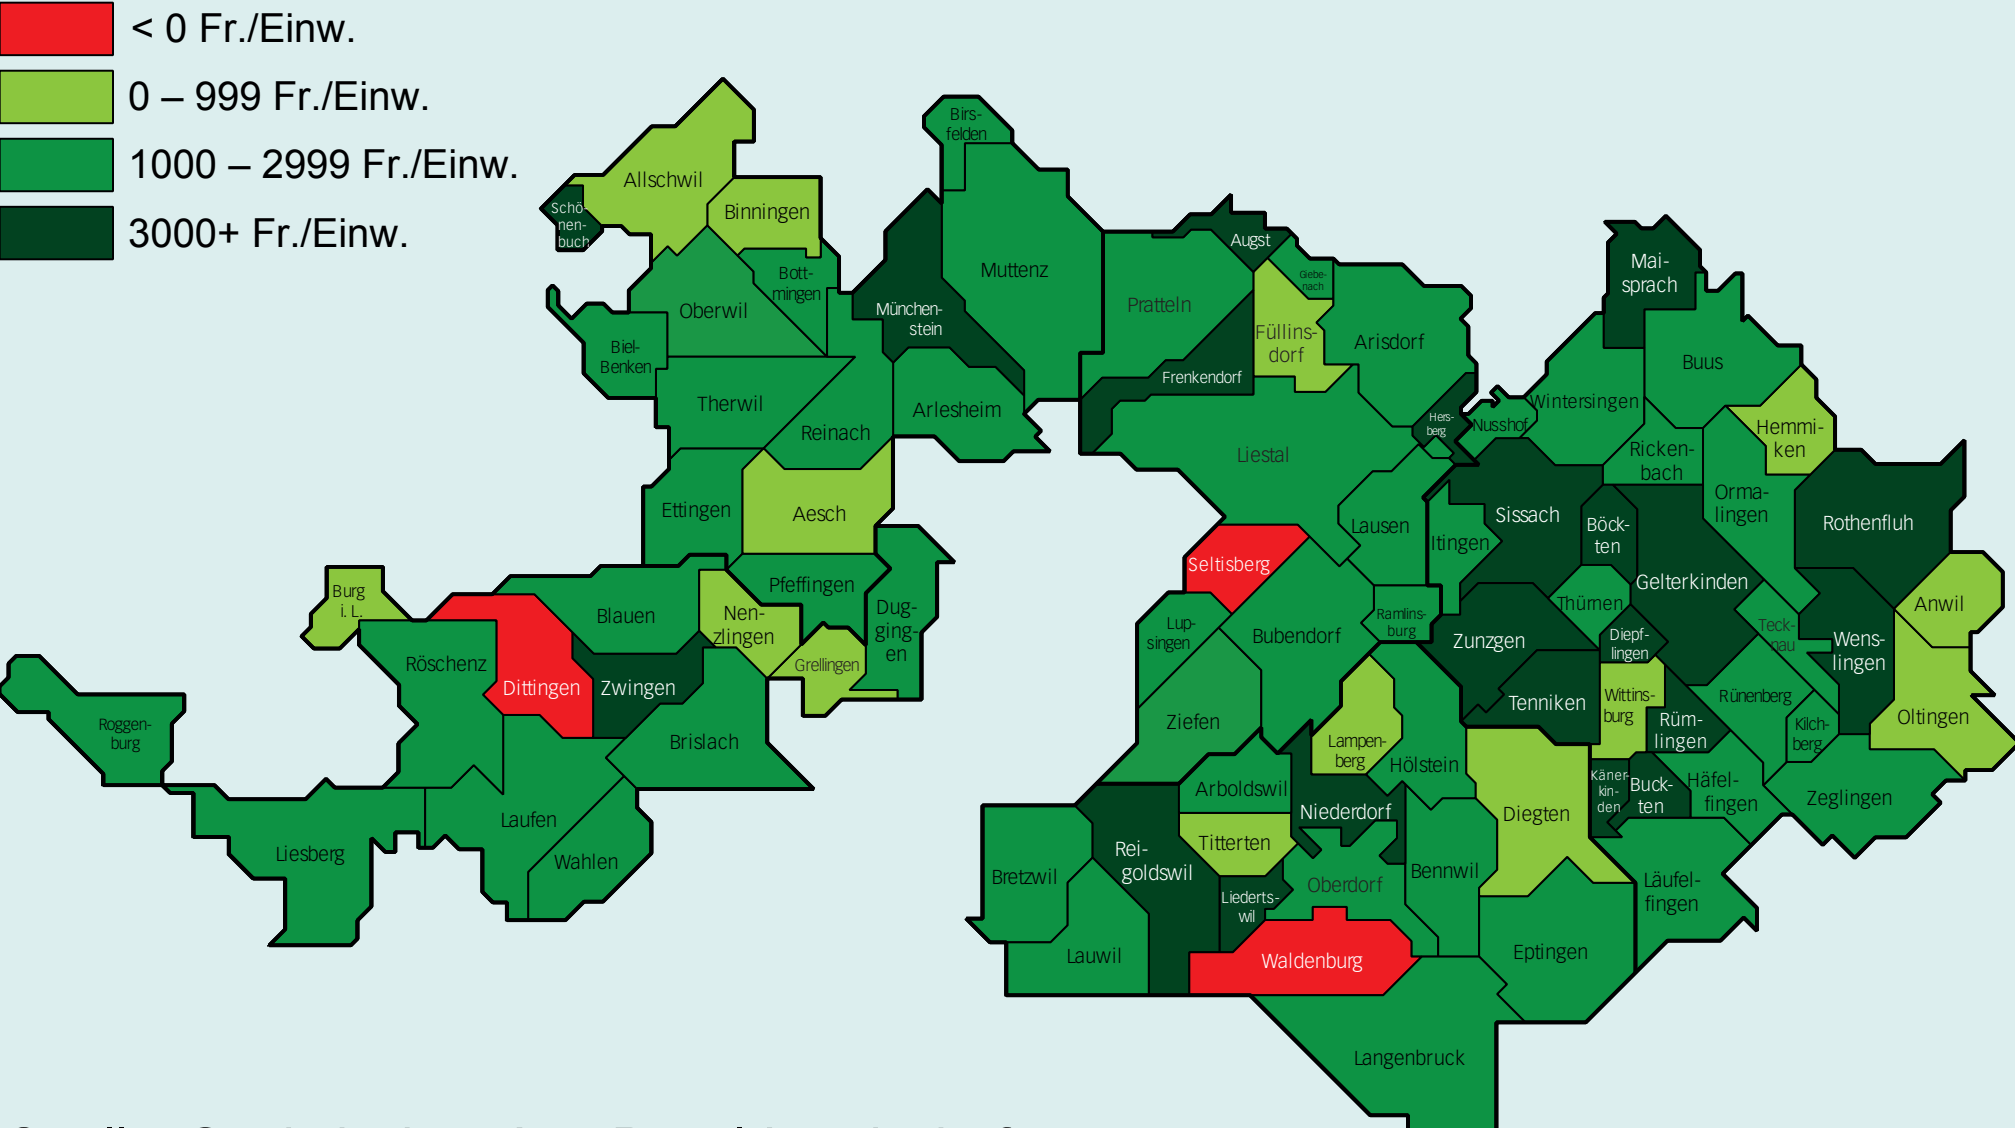 < 0 Fr./Einw.
0 – 999 Fr./Einw.
1000 – 2999 Fr./Einw.
3000+ Fr./Einw.
Allschwil
Schö-
nen-
buch
Binningen
Bott-
mingen
Oberwil
Biel-
Benken
Therwil
Reinach
Ettingen
Aesch
Pfeffingen
Birs-
felden
Muttenz
München-
stein
Arlesheim
Pratteln
Augst
Giebe-
nach
Füllins-
dorf
Arisdorf
Frenkendorf
Hers-
berg
Liestal
Lausen
Seltisberg
Lup-
singen
Bubendorf
Ramlins-
burg
Ziefen
Mai-
sprach
Buus
Wintersingen
Nusshof
Hemmi-
ken
Ricken-
bach
Orma-
lingen
Rothenfluh
Sissach
Böck-
ten
Itingen
Gelterkinden
Thürnen
Anwil
Teck-
nau
Wens-
lingen
Zunzgen
Diepf-
lingen
Tenniken
Wittins-
burg
Rünenberg
Rüm-
lingen
Kilch-
berg
Oltingen
Käner-
kin-
den
Buck-
ten
Häfel-
fingen
Zeglingen
Läufel-
fingen
Diegten
Eptingen
Lampen-
berg
Hölstein
Arboldswil
Niederdorf
Titterten
Rei-
goldswil
Bretzwil
Lauwil
Liederts-
wil
Oberdorf
Bennwil
Waldenburg
Langenbruck
Burg
i. L.
Blauen
Nen-
zlingen
Dug-
ging-
en
Grellingen
Röschenz
Dittingen
Zwingen
Brislach
Roggen-
burg
Liesberg
Laufen
Wahlen